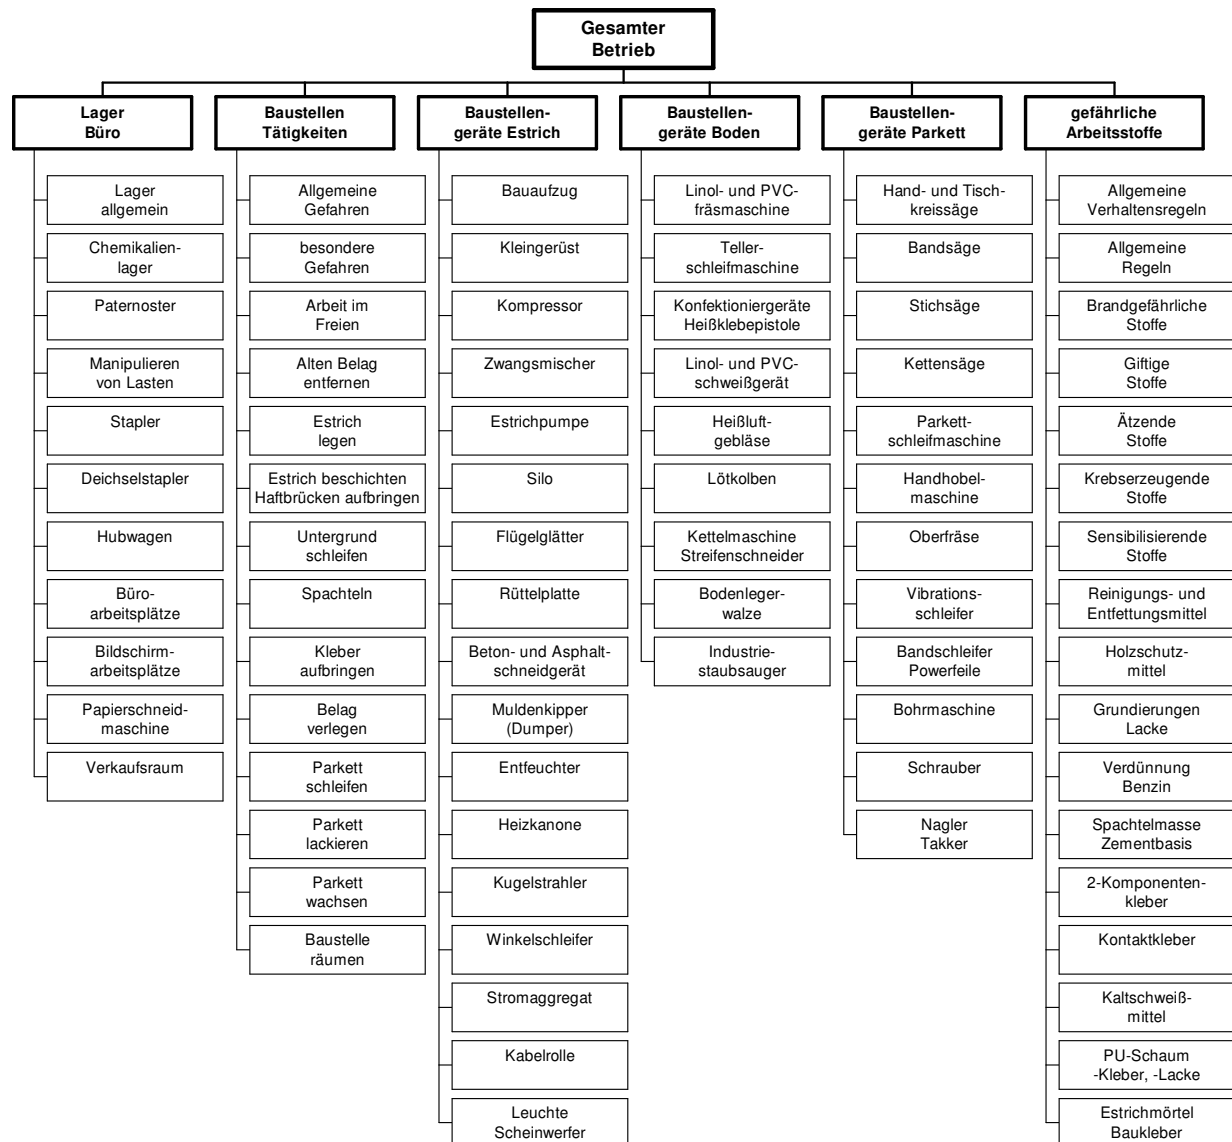 Gesamter
Betrieb
Lager
Büro
Lager
allgemein
Chemikalien-
lager
Paternoster
Manipulieren
von Lasten
Stapler
Deichselstapler
Hubwagen
Büro-
arbeitsplätze
Bildschirm-
arbeitsplätze
Papierschneid-
maschine
Verkaufsraum
Baustellen
Tätigkeiten
Allgemeine
Gefahren
besondere
Gefahren
Arbeit im
Freien
Alten Belag
entfernen
Estrich
legen
Estrich beschichten
Haftbrücken aufbringen
Untergrund
schleifen
Spachteln
Kleber
aufbringen
Belag
verlegen
Parkett
schleifen
Parkett
lackieren
Parkett
wachsen
Baustelle
räumen
Baustellen-
geräte Estrich
Bauaufzug
Kleingerüst
Kompressor
Zwangsmischer
Estrichpumpe
Silo
Flügelglätter
Rüttelplatte
Beton- und Asphalt-
schneidgerät
Muldenkipper
(Dumper)
Entfeuchter
Heizkanone
Kugelstrahler
Winkelschleifer
Stromaggregat
Kabelrolle
Leuchte
Scheinwerfer
Baustellen-
geräte Boden
Linol- und PVC-
fräsmaschine
Teller-
schleifmaschine
Konfektioniergeräte
Heißklebepistole
Linol- und PVC-
schweißgerät
Heißluft-
gebläse
Lötkolben
Kettelmaschine
Streifenschneider
Bodenleger-
walze
Industrie-
staubsauger
Baustellen-
geräte Parkett
Hand- und Tisch-
kreissäge
Bandsäge
Stichsäge
Kettensäge
Parkett-
schleifmaschine
Handhobel-
maschine
Oberfräse
Vibrations-
schleifer
Bandschleifer
Powerfeile
Bohrmaschine
Schrauber
Nagler
Takker
gefährliche
Arbeitsstoffe
Allgemeine
Verhaltensregeln
Allgemeine
Regeln
Brandgefährliche
Stoffe
Giftige
Stoffe
Ätzende
Stoffe
Krebserzeugende
Stoffe
Sensibilisierende
Stoffe
Reinigungs- und
Entfettungsmittel
Holzschutz-
mittel
Grundierungen
Lacke
Verdünnung
Benzin
Spachtelmasse
Zementbasis
2-Komponenten-
kleber
Kontaktkleber
Kaltschweiß-
mittel
PU-Schaum
-Kleber, -Lacke
Estrichmörtel
Baukleber